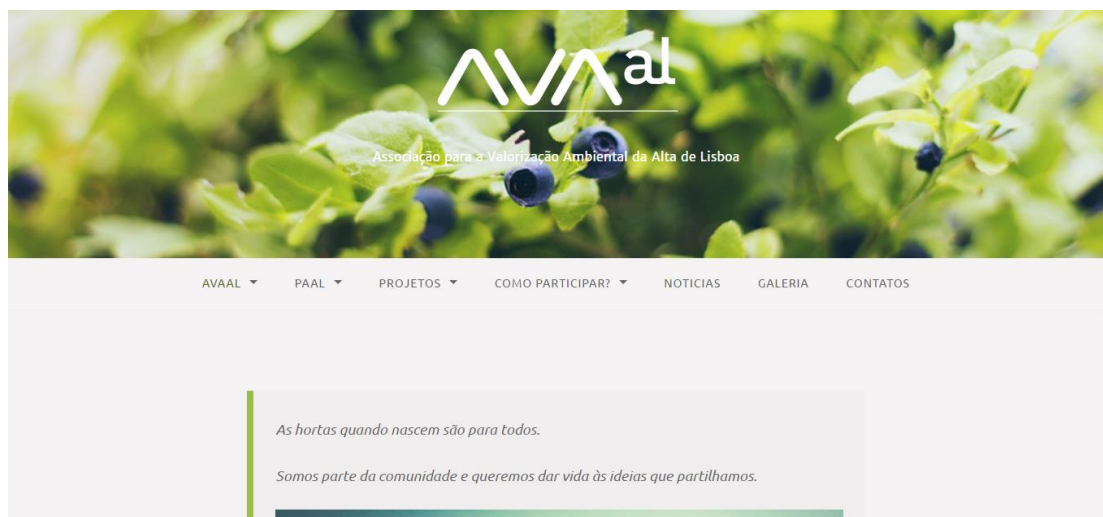 AVAal
Associação para a Valorização Ambiental da Alta de Lisboa
AVAAL PAAL PROJETOS COMO PARTICIPAR? NOTICIAS GALERIA CONTATOS
As hortas quando nascem são para todos.
Somos parte da comunidade e queremos dar vida às ideias que partilhamos.